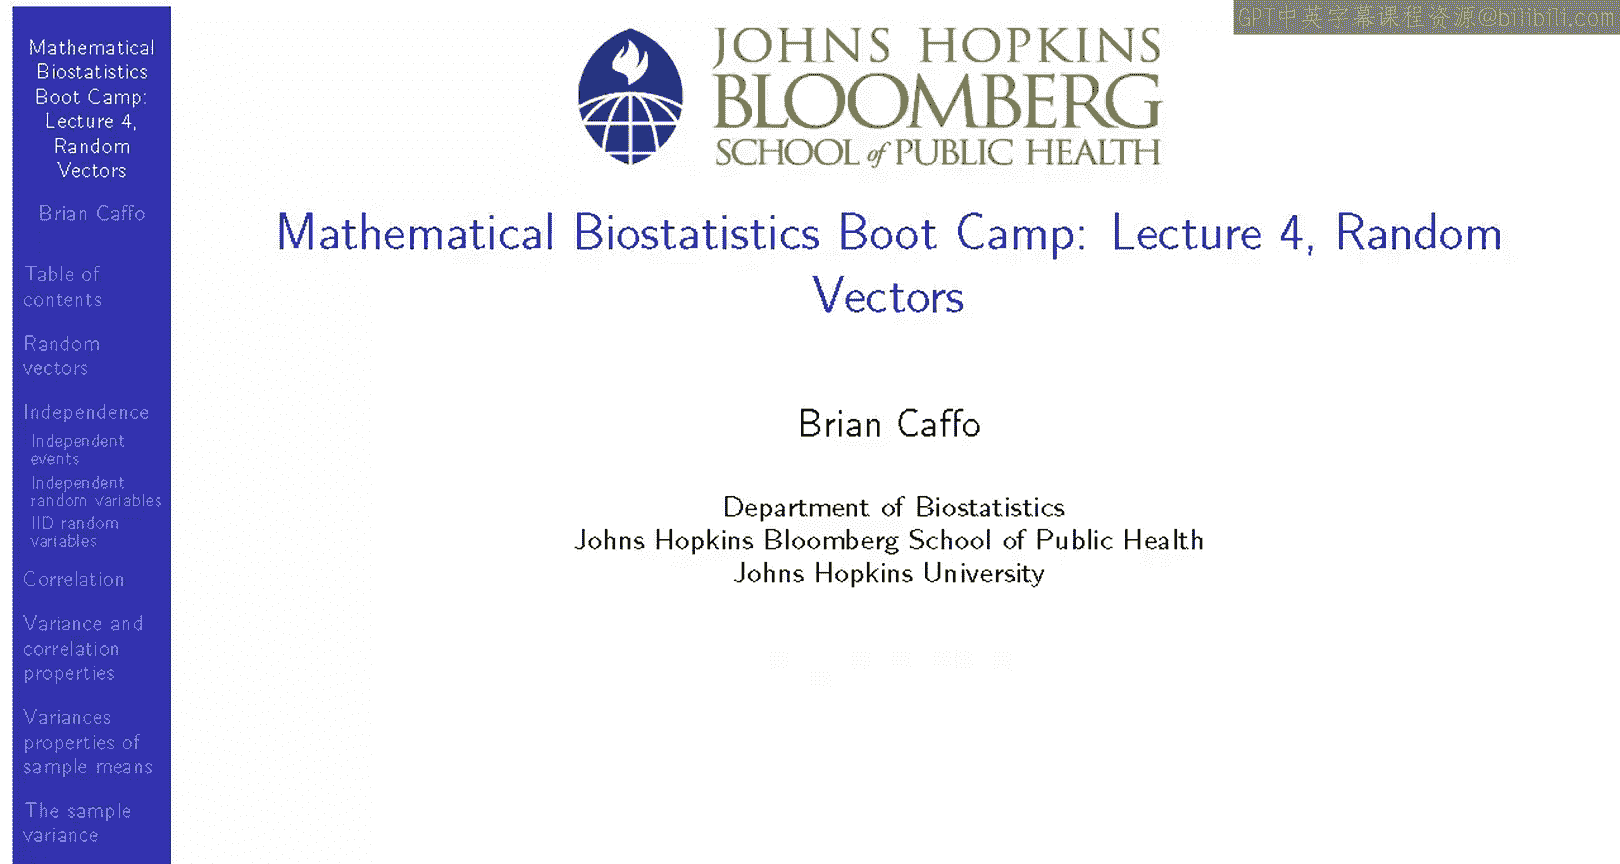 Mathematical
Biostatistics
Boot Camp:
Lecture 4,
Random
Vectors
Brian Caffo
Table of
contents
Random
vectors
Independence
Independent
events
Independent
random variables
IID random
variables
Correlation
Variance and
correlation
properties
Variances
properties of
sample means
The sample
variance
GPT中英字幕课程资源@bilibili.com
JOHNS HOPKINS
BLOOMBERG
SCHOOL of PUBLIC HEALTH
Mathematical Biostatistics Boot Camp: Lecture 4, Random
Vectors
Brian Caffo
Department of Biostatistics
Johns Hopkins Bloomberg School of Public Health
Johns Hopkins University